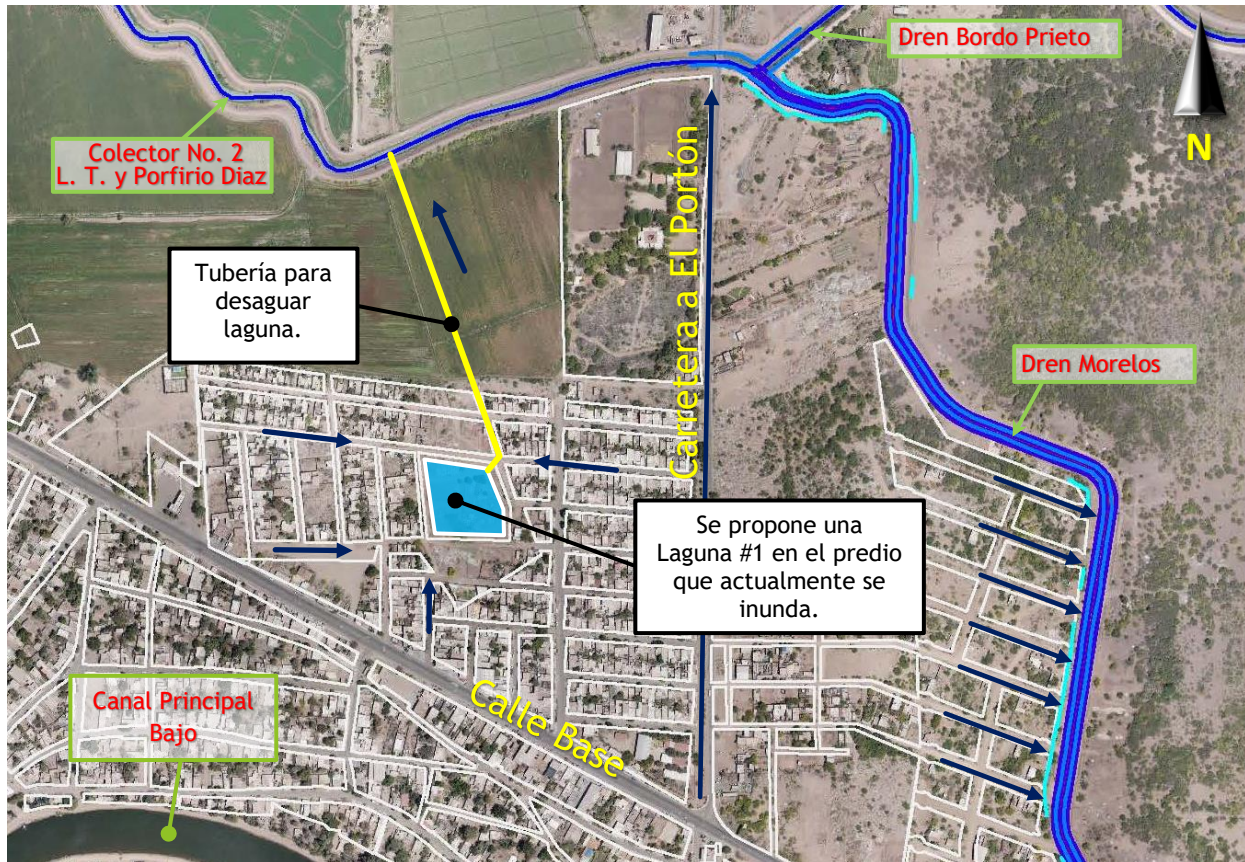 Dren Bordo Prieto
Colector No. 2
L. T. y Porfirio Diaz
N
Carretera a El Portón
Tubería para
desaguar
laguna.
Dren Morelos
Se propone una
Laguna #1 en el predio
que actualmente se
inunda.
Canal Principal
Bajo
Calle Base